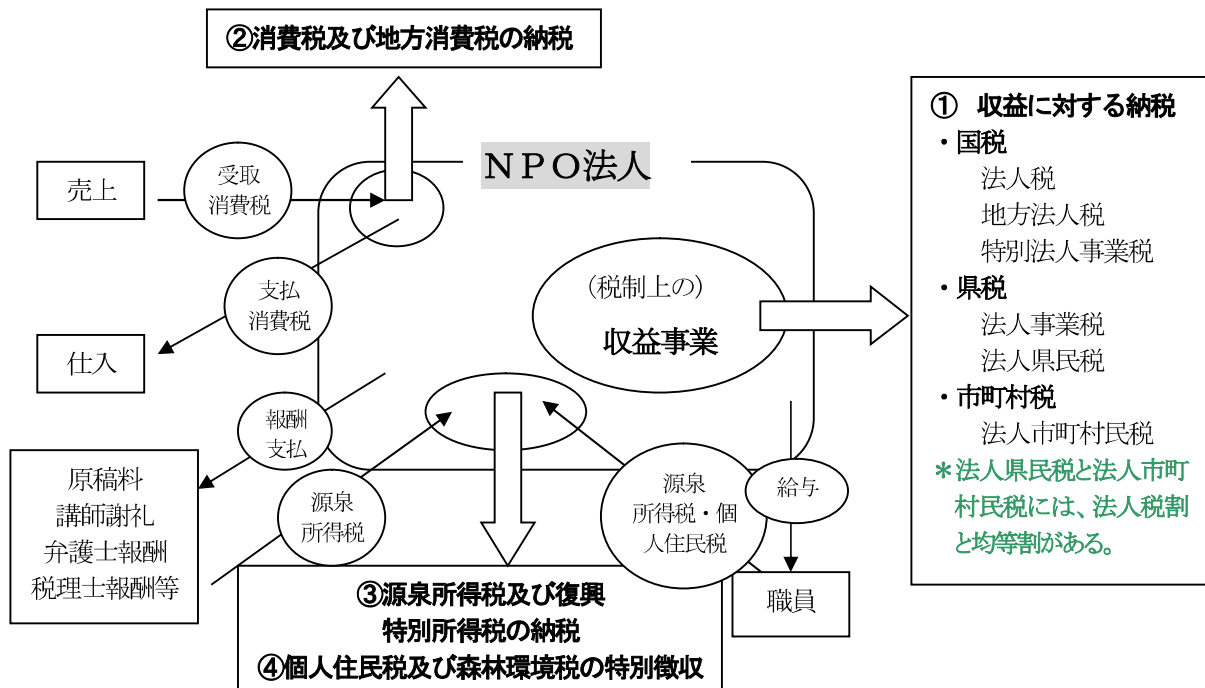 ②消費税及び地方消費税の納税
NPO法人
売上
受取
消費税
支払
消費税
仕入
(税制上の)
収益事業
① 収益に対する納税
・国税
法人税
地方法人税
特別法人事業税
・県税
法人事業税
法人県民税
・市町村税
法人市町村民税
*法人県民税と法人市町
村民税には、法人税割
と均等割がある。
報酬
支払
原稿料
講師謝礼
弁護士報酬
税理士報酬等
源泉
所得税
源泉
所得税・個
人住民税
給与
職員
③源泉所得税及び復興
特別所得税の納税
④個人住民税及び森林環境税の特別徴収